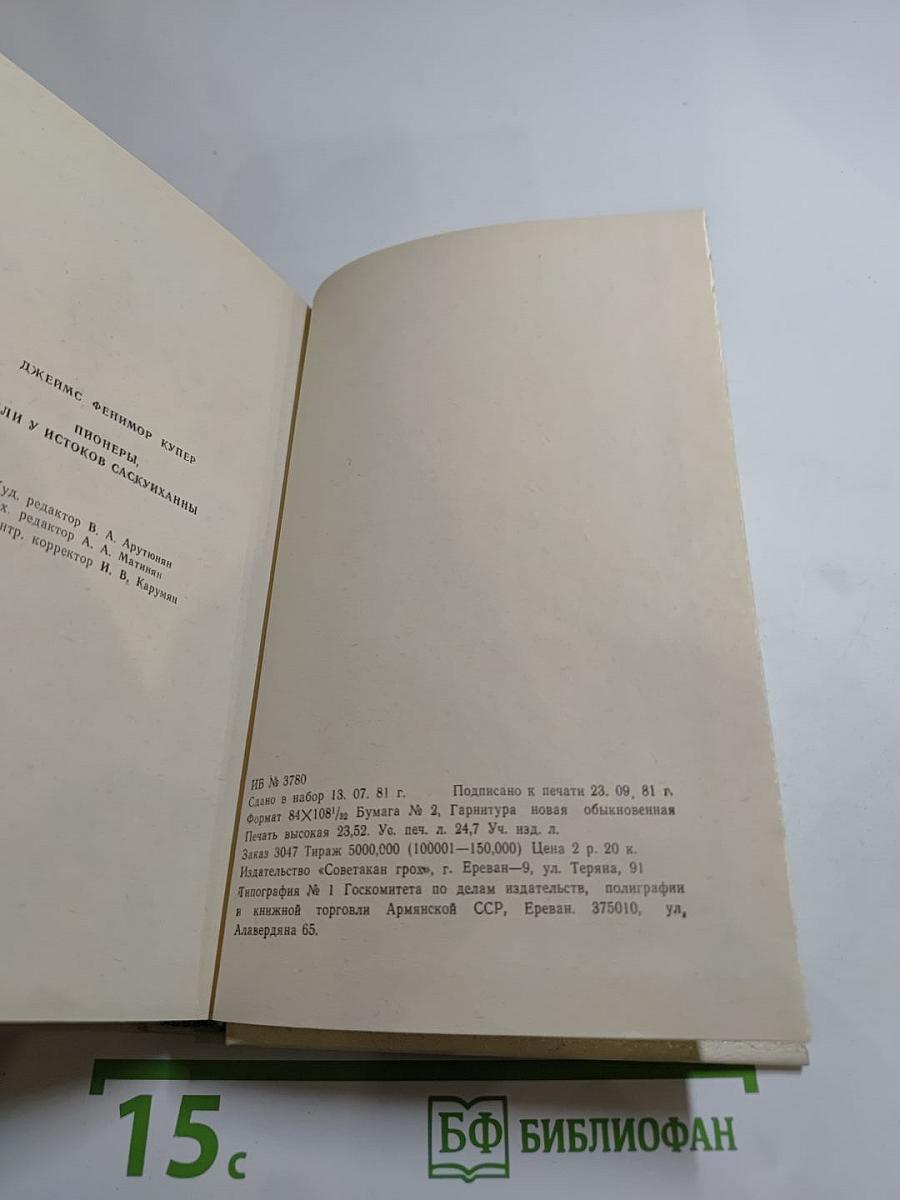 ДЖЕЙМС ФЕНИМОР КУПЕР
ПИОНЕРЫ,
ЛИ У ИСТОКОВ САСКУИХАННЫ
уд. редактор В. А. Арутюнян
х. редактор А. А. Матинян
нтр. корректор И. В. Карумян
ИБ № 3780
Сдано в набор 13. 07. 81 г. Подписано к печати 23. 09. 81 г.
Формат 84×108¹/₃₂ Бумага № 2, Гарнитура новая обыкновенная
Печать высокая 23,52. Ус. печ. л. 24,7 Уч. изд. л.
Заказ 3047 Тираж 5000,000 (100001—150,000) Цена 2 р. 20 к.
Издательство «Советакан грох», г. Ереван—9, ул. Теряна, 91
Типография № 1 Госкомитета по делам издательств, полиграфии
и книжной торговли Армянской ССР, Ереван. 375010, ул.
Алавердяна 65.
15 с
БФ БИБЛИОФАН